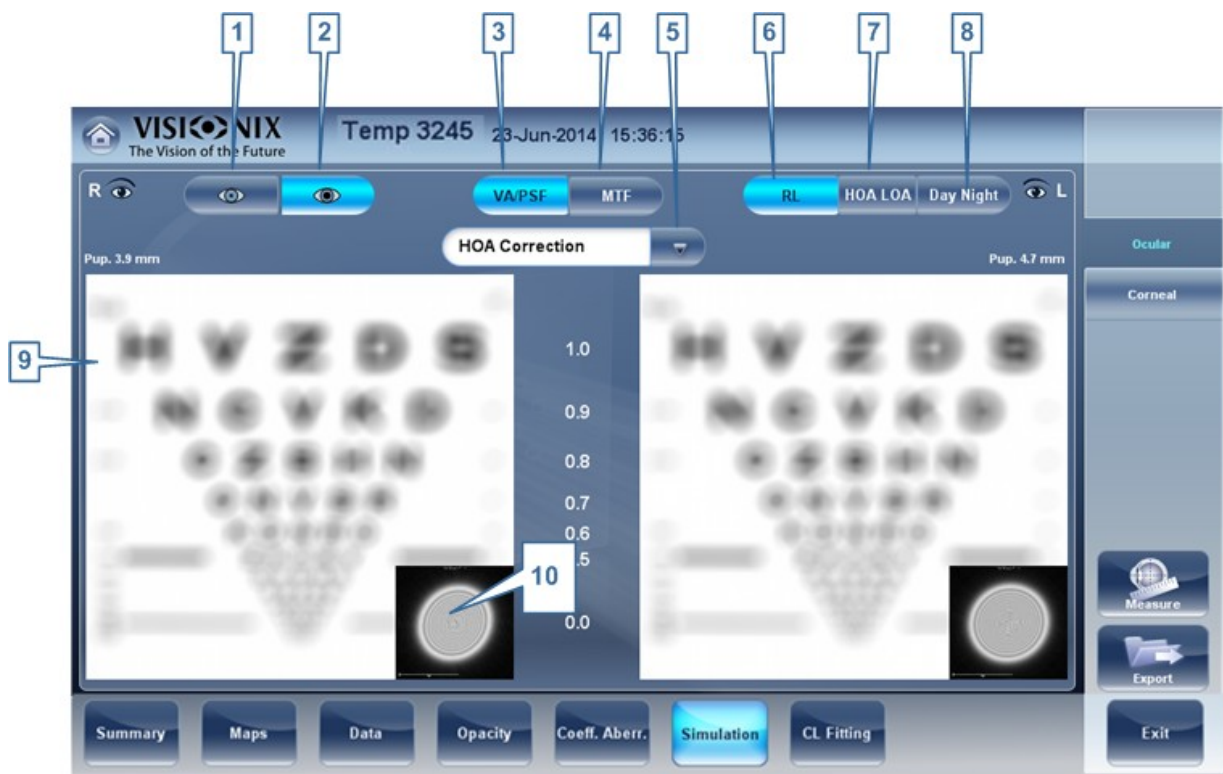 1 2 3 4 5 6 7 8
VISIONIX Temp 3245 23-Jun-2014 15:36:15
The Vision of the Future
R VA/PSF MTF RL HOA LOA Day Night L
HOA Correction
Pup. 3.9 mm Pup. 4.7 mm
Ocular
Corneal
9
H V Z D S 1.0 H V Z D S
0.9
0.8
0.7
0.6
.5
10
0.0
Measure
Export
Summary Maps Data Opacity Coeff. Aberr. Simulation CL Fitting Exit